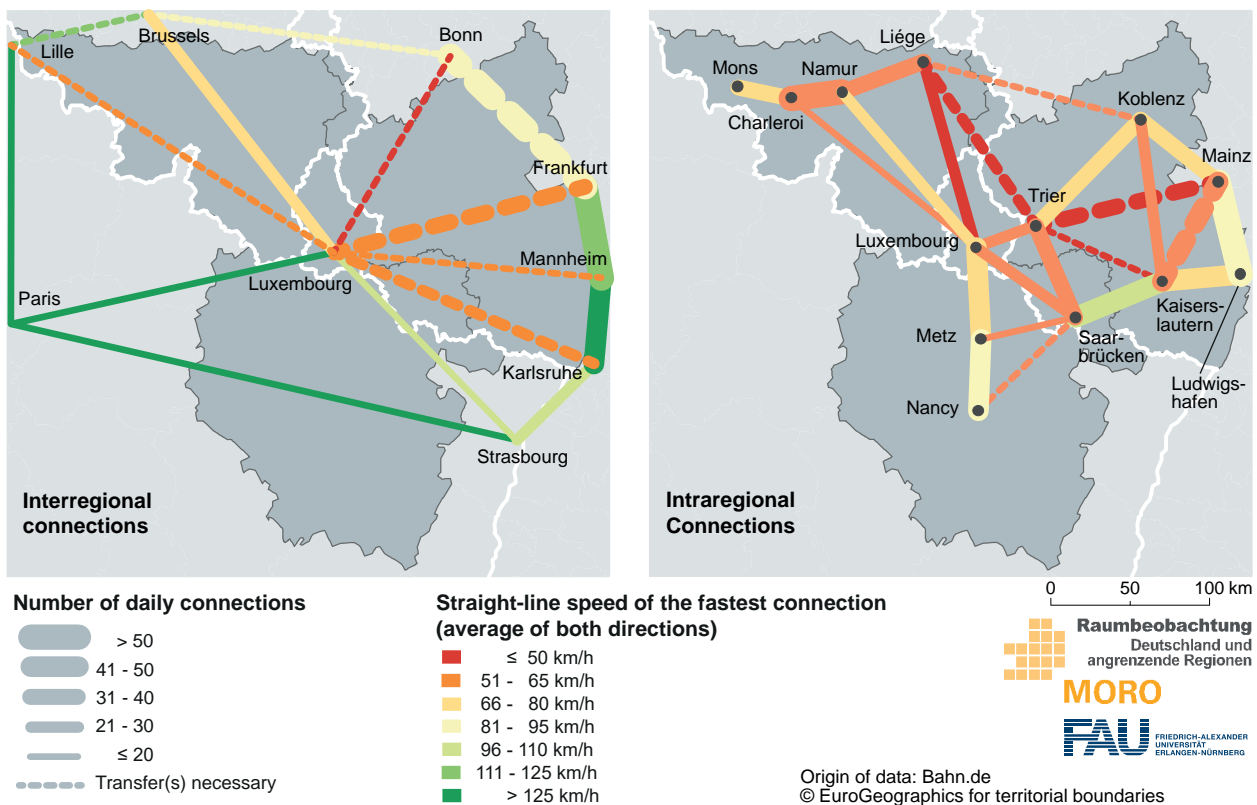 Lille
Brussels
Bonn
Frankfurt
Mannheim
Luxembourg
Paris
Karlsruhe
Strasbourg
Interregional
connections
Liége
Mons
Namur
Charleroi
Koblenz
Mainz
Trier
Luxembourg
Metz
Saar-
brücken
Kaisers-
lautern
Nancy
Ludwigs-
hafen
Intraregional
Connections
Number of daily connections
> 50
41 - 50
31 - 40
21 - 30
≤ 20
Transfer(s) necessary
Straight-line speed of the fastest connection
(average of both directions)
≤ 50 km/h
51 - 65 km/h
66 - 80 km/h
81 - 95 km/h
96 - 110 km/h
111 - 125 km/h
> 125 km/h
0 50 100 km
Raumbeobachtung
Deutschland und
angrenzende Regionen
MORO
FAU
FRIEDRICH-ALEXANDER
UNIVERSITÄT
ERLANGEN-NÜRNBERG
Origin of data: Bahn.de
© EuroGeographics for territorial boundaries